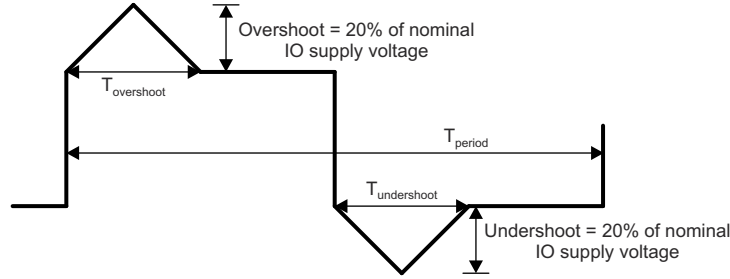 Overshoot = 20% of nominal
IO supply voltage
Tovershoot
Tperiod
Tundershoot
Undershoot = 20% of nominal
IO supply voltage